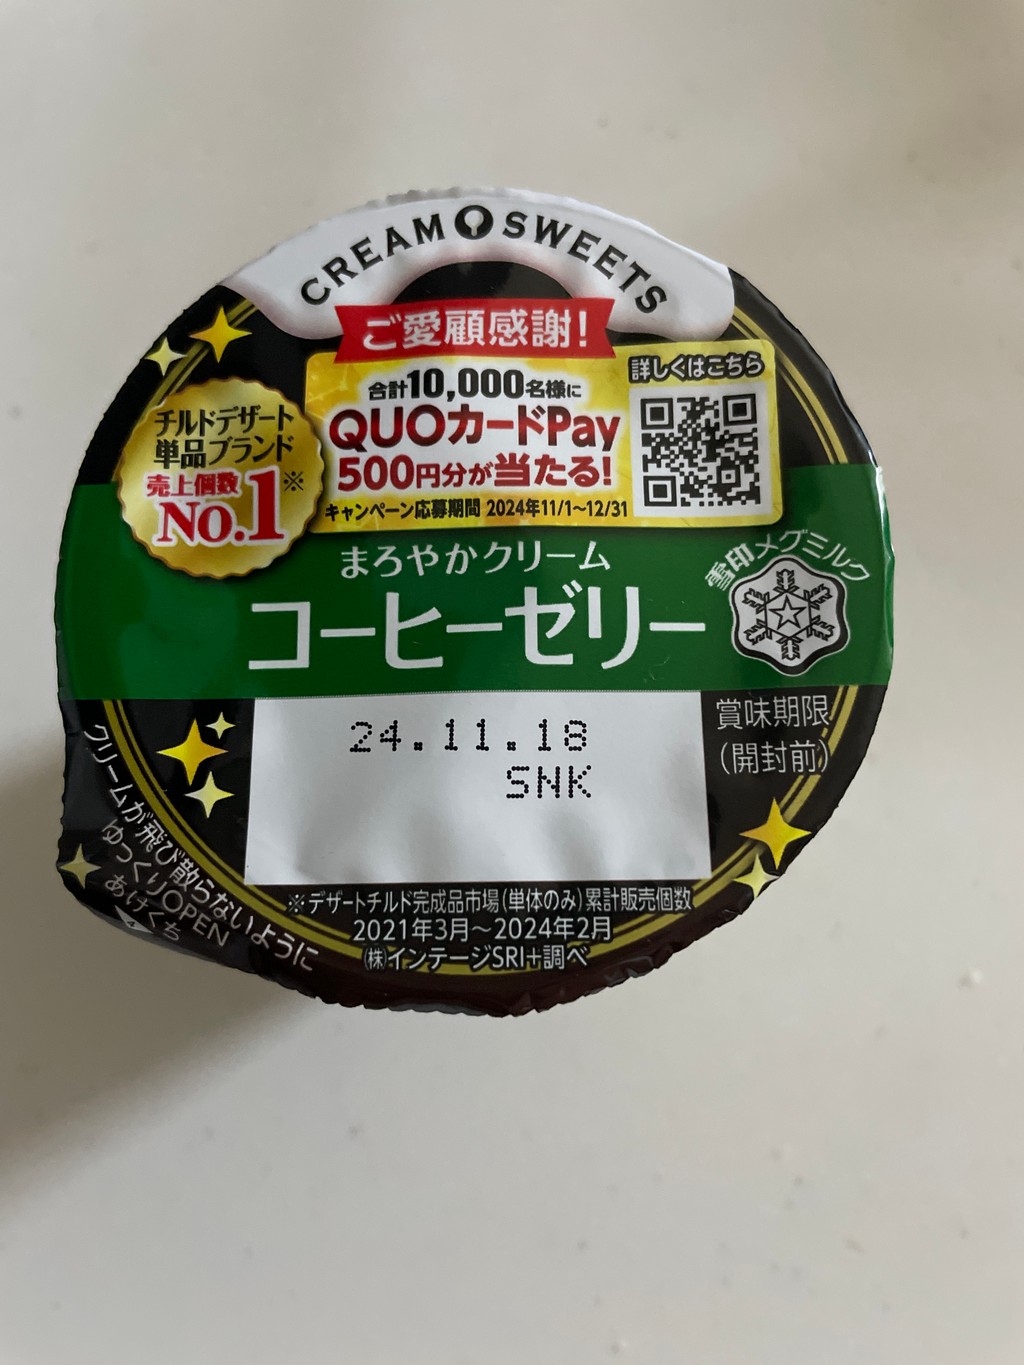 CREAM SWEETS
ご愛顧感謝!
合計10,000名様に
QUOカードPay
500円分が当たる!
キャンペーン応募期間 2024年11/1~12/31
詳しくはこちら
チルドデザート
単品ブランド
売上個数
No.1※
まろやかクリーム
コーヒーゼリー
雪印メグミルク
24.11.18
SNK
賞味期限
(開封前)
クリームが飛び散らないように
ゆっくりOPEN
あけくち
※デザートチルド完成品市場(単体のみ)累計販売個数
2021年3月~2024年2月
㈱インテージSRI+調べ